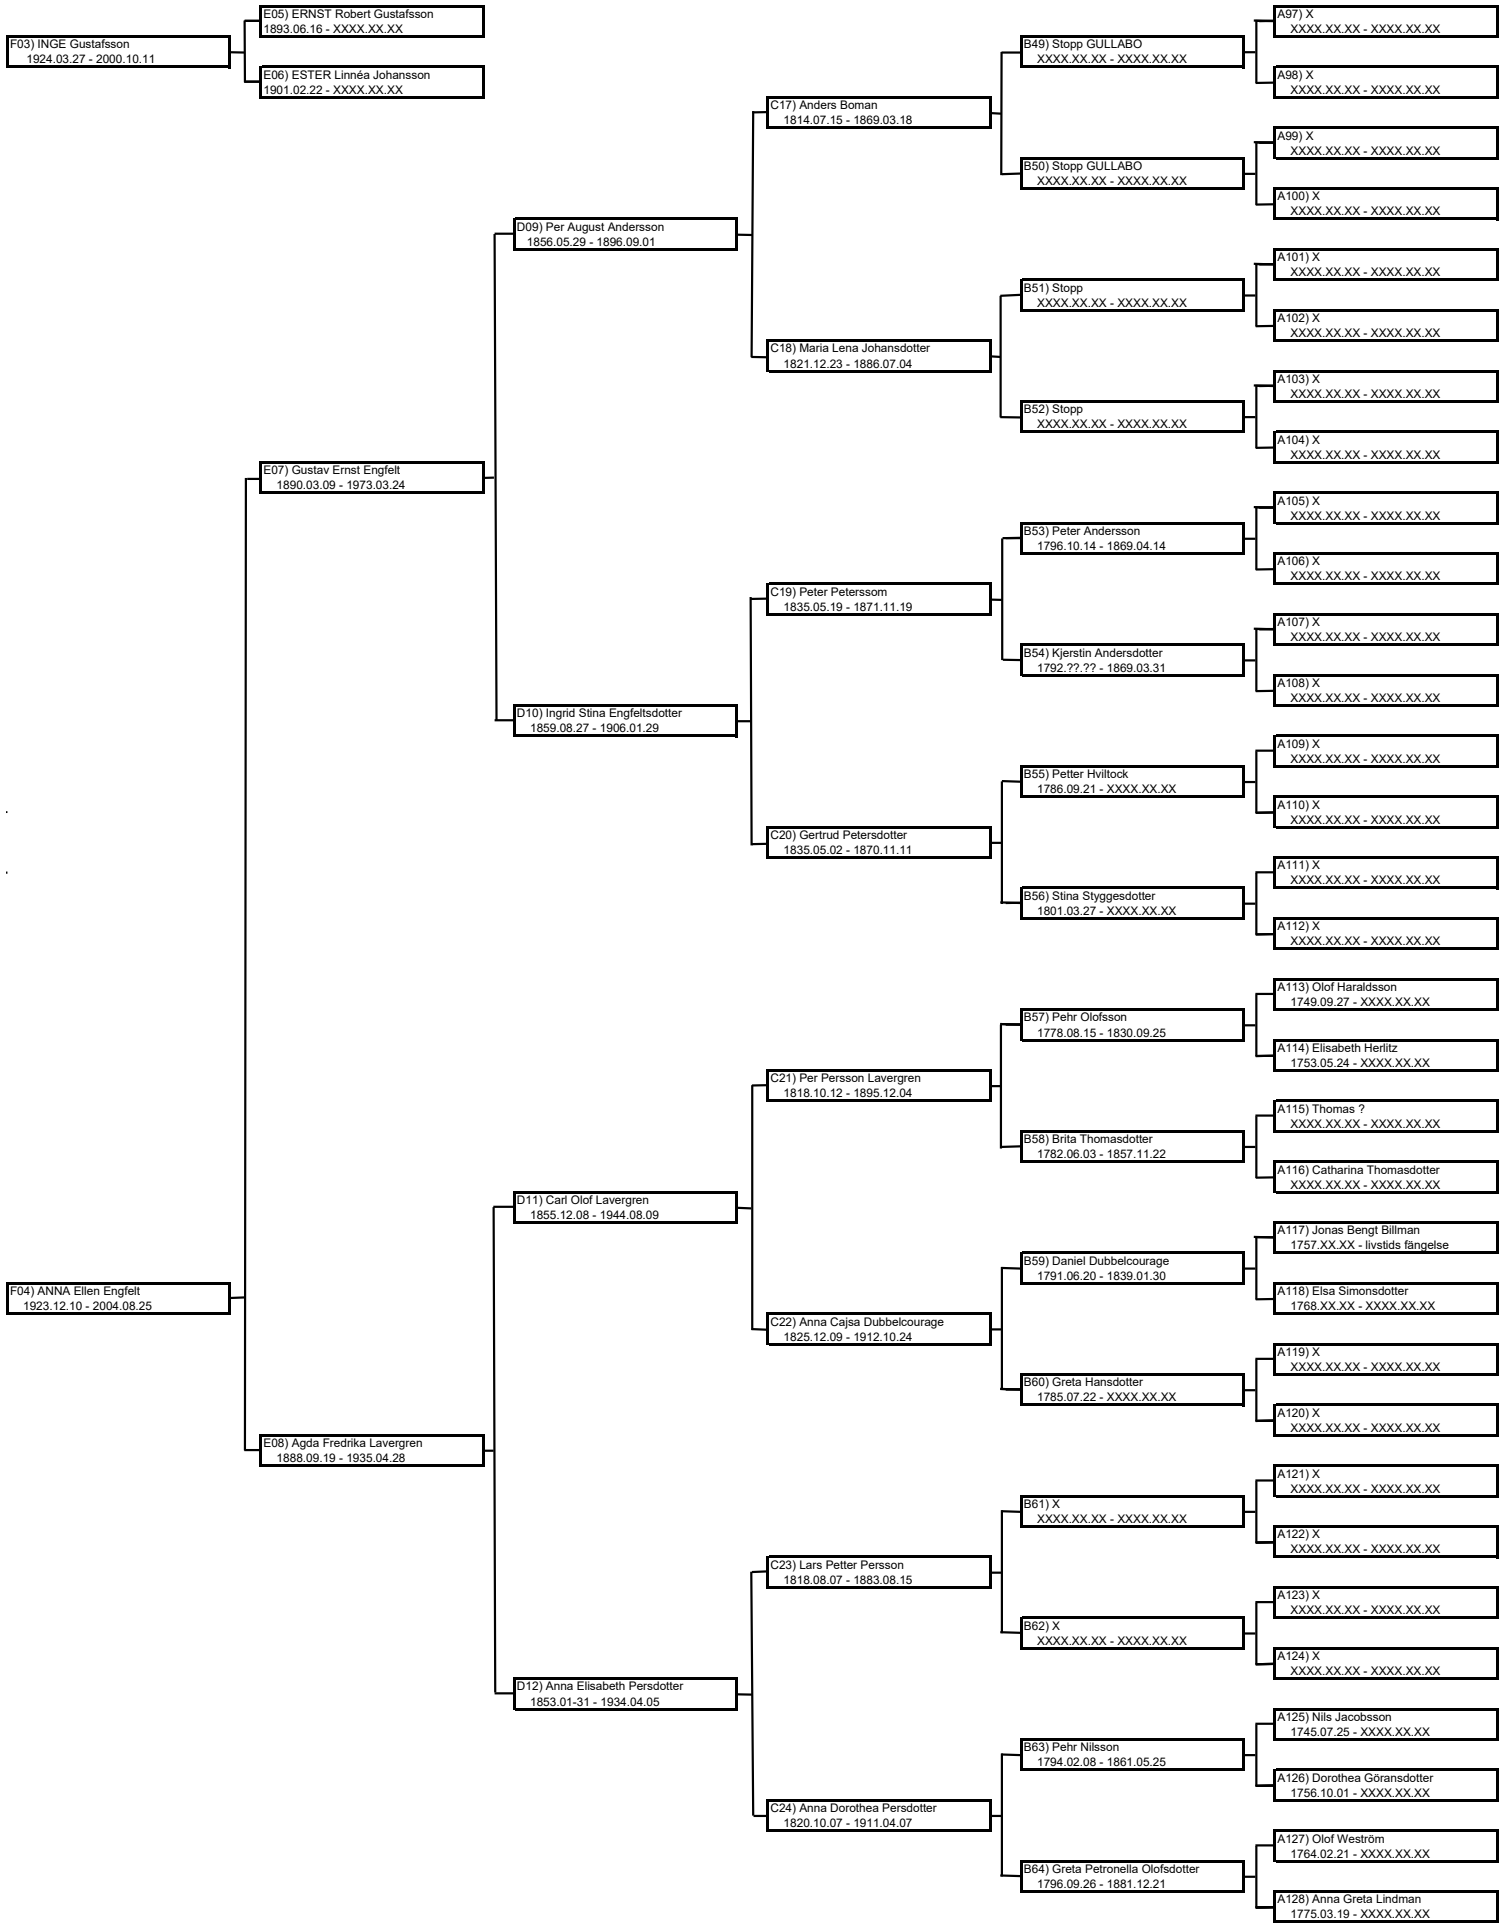 F03) INGE Gustafsson
1924.03.27 - 2000.10.11
F04) ANNA Ellen Engfelt
1923.12.10 - 2004.08.25
E05) ERNST Robert Gustafsson
1893.06.16 - XXXX.XX.XX
E06) ESTER Linnéa Johansson
1901.02.22 - XXXX.XX.XX
E07) Gustav Ernst Engfelt
1890.03.09 - 1973.03.24
E08) Agda Fredrika Lavergren
1888.09.19 - 1935.04.28
D09) Per August Andersson
1856.05.29 - 1896.09.01
D10) Ingrid Stina Engfeltsdotter
1859.08.27 - 1906.01.29
D11) Carl Olof Lavergren
1855.12.08 - 1944.08.09
D12) Anna Elisabeth Persdotter
1853.01-31 - 1934.04.05
C17) Anders Boman
1814.07.15 - 1869.03.18
C18) Maria Lena Johansdotter
1821.12.23 - 1886.07.04
C19) Peter Peterssom
1835.05.19 - 1871.11.19
C20) Gertrud Petersdotter
1835.05.02 - 1870.11.11
C21) Per Persson Lavergren
1818.10.12 - 1895.12.04
C22) Anna Cajsa Dubbelcourage
1825.12.09 - 1912.10.24
C23) Lars Petter Persson
1818.08.07 - 1883.08.15
C24) Anna Dorothea Persdotter
1820.10.07 - 1911.04.07
B49) Stopp GULLABO
XXXX.XX.XX - XXXX.XX.XX
B50) Stopp GULLABO
XXXX.XX.XX - XXXX.XX.XX
B51) Stopp
XXXX.XX.XX - XXXX.XX.XX
B52) Stopp
XXXX.XX.XX - XXXX.XX.XX
B53) Peter Andersson
1796.10.14 - 1869.04.14
B54) Kjerstin Andersdotter
1792.??.?? - 1869.03.31
B55) Petter Hviltock
1786.09.21 - XXXX.XX.XX
B56) Stina Styggesdotter
1801.03.27 - XXXX.XX.XX
B57) Pehr Olofsson
1778.08.15 - 1830.09.25
B58) Brita Thomasdotter
1782.06.03 - 1857.11.22
B59) Daniel Dubbelcourage
1791.06.20 - 1839.01.30
B60) Greta Hansdotter
1785.07.22 - XXXX.XX.XX
B61) X
XXXX.XX.XX - XXXX.XX.XX
B62) X
XXXX.XX.XX - XXXX.XX.XX
B63) Pehr Nilsson
1794.02.08 - 1861.05.25
B64) Greta Petronella Olofsdotter
1796.09.26 - 1881.12.21
A97) X
XXXX.XX.XX - XXXX.XX.XX
A98) X
XXXX.XX.XX - XXXX.XX.XX
A99) X
XXXX.XX.XX - XXXX.XX.XX
A100) X
XXXX.XX.XX - XXXX.XX.XX
A101) X
XXXX.XX.XX - XXXX.XX.XX
A102) X
XXXX.XX.XX - XXXX.XX.XX
A103) X
XXXX.XX.XX - XXXX.XX.XX
A104) X
XXXX.XX.XX - XXXX.XX.XX
A105) X
XXXX.XX.XX - XXXX.XX.XX
A106) X
XXXX.XX.XX - XXXX.XX.XX
A107) X
XXXX.XX.XX - XXXX.XX.XX
A108) X
XXXX.XX.XX - XXXX.XX.XX
A109) X
XXXX.XX.XX - XXXX.XX.XX
A110) X
XXXX.XX.XX - XXXX.XX.XX
A111) X
XXXX.XX.XX - XXXX.XX.XX
A112) X
XXXX.XX.XX - XXXX.XX.XX
A113) Olof Haraldsson
1749.09.27 - XXXX.XX.XX
A114) Elisabeth Herlitz
1753.05.24 - XXXX.XX.XX
A115) Thomas ?
XXXX.XX.XX - XXXX.XX.XX
A116) Catharina Thomasdotter
XXXX.XX.XX - XXXX.XX.XX
A117) Jonas Bengt Billman
1757.XX.XX - livstids fängelse
A118) Elsa Simonsdotter
1768.XX.XX - XXXX.XX.XX
A119) X
XXXX.XX.XX - XXXX.XX.XX
A120) X
XXXX.XX.XX - XXXX.XX.XX
A121) X
XXXX.XX.XX - XXXX.XX.XX
A122) X
XXXX.XX.XX - XXXX.XX.XX
A123) X
XXXX.XX.XX - XXXX.XX.XX
A124) X
XXXX.XX.XX - XXXX.XX.XX
A125) Nils Jacobsson
1745.07.25 - XXXX.XX.XX
A126) Dorothea Göransdotter
1756.10.01 - XXXX.XX.XX
A127) Olof Weström
1764.02.21 - XXXX.XX.XX
A128) Anna Greta Lindman
1775.03.19 - XXXX.XX.XX